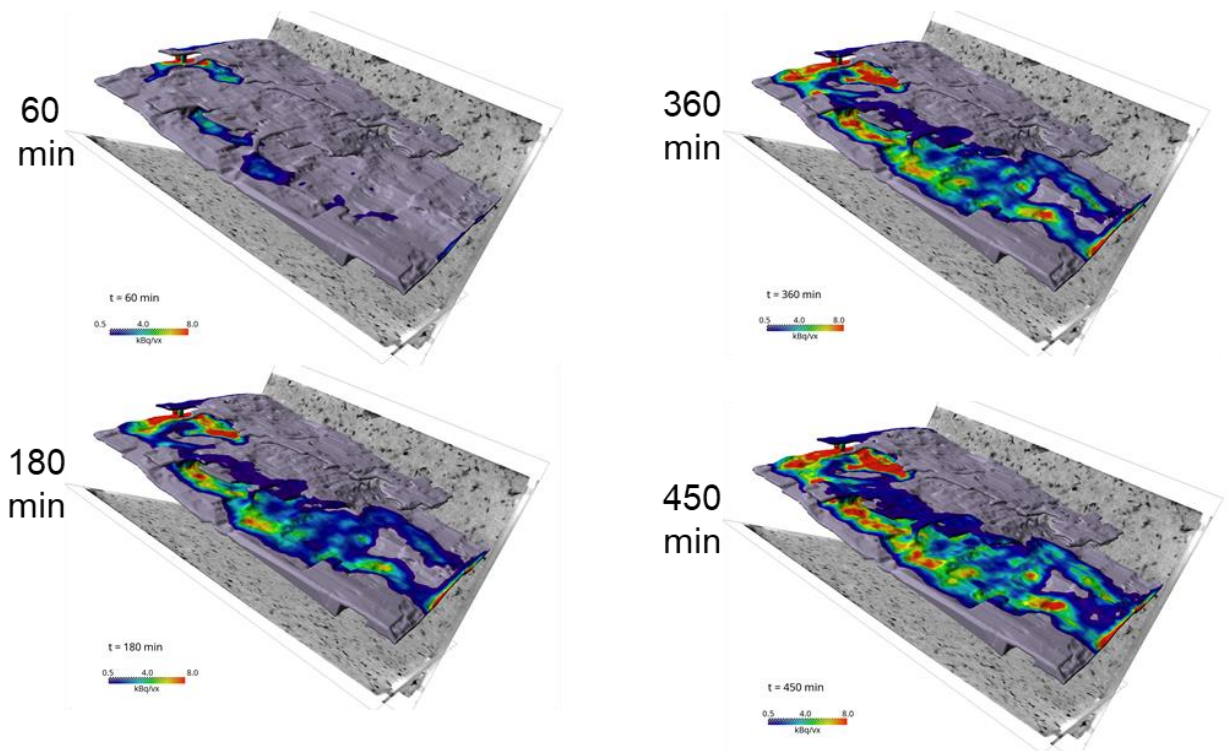 60
min
t = 60 min
0.5 4.0 8.0
kBq/vx
360
min
t = 360 min
0.5 4.0 8.0
kBq/vx
180
min
t = 180 min
0.5 4.0 8.0
kBq/vx
450
min
t = 450 min
0.5 4.0 8.0
kBq/vx